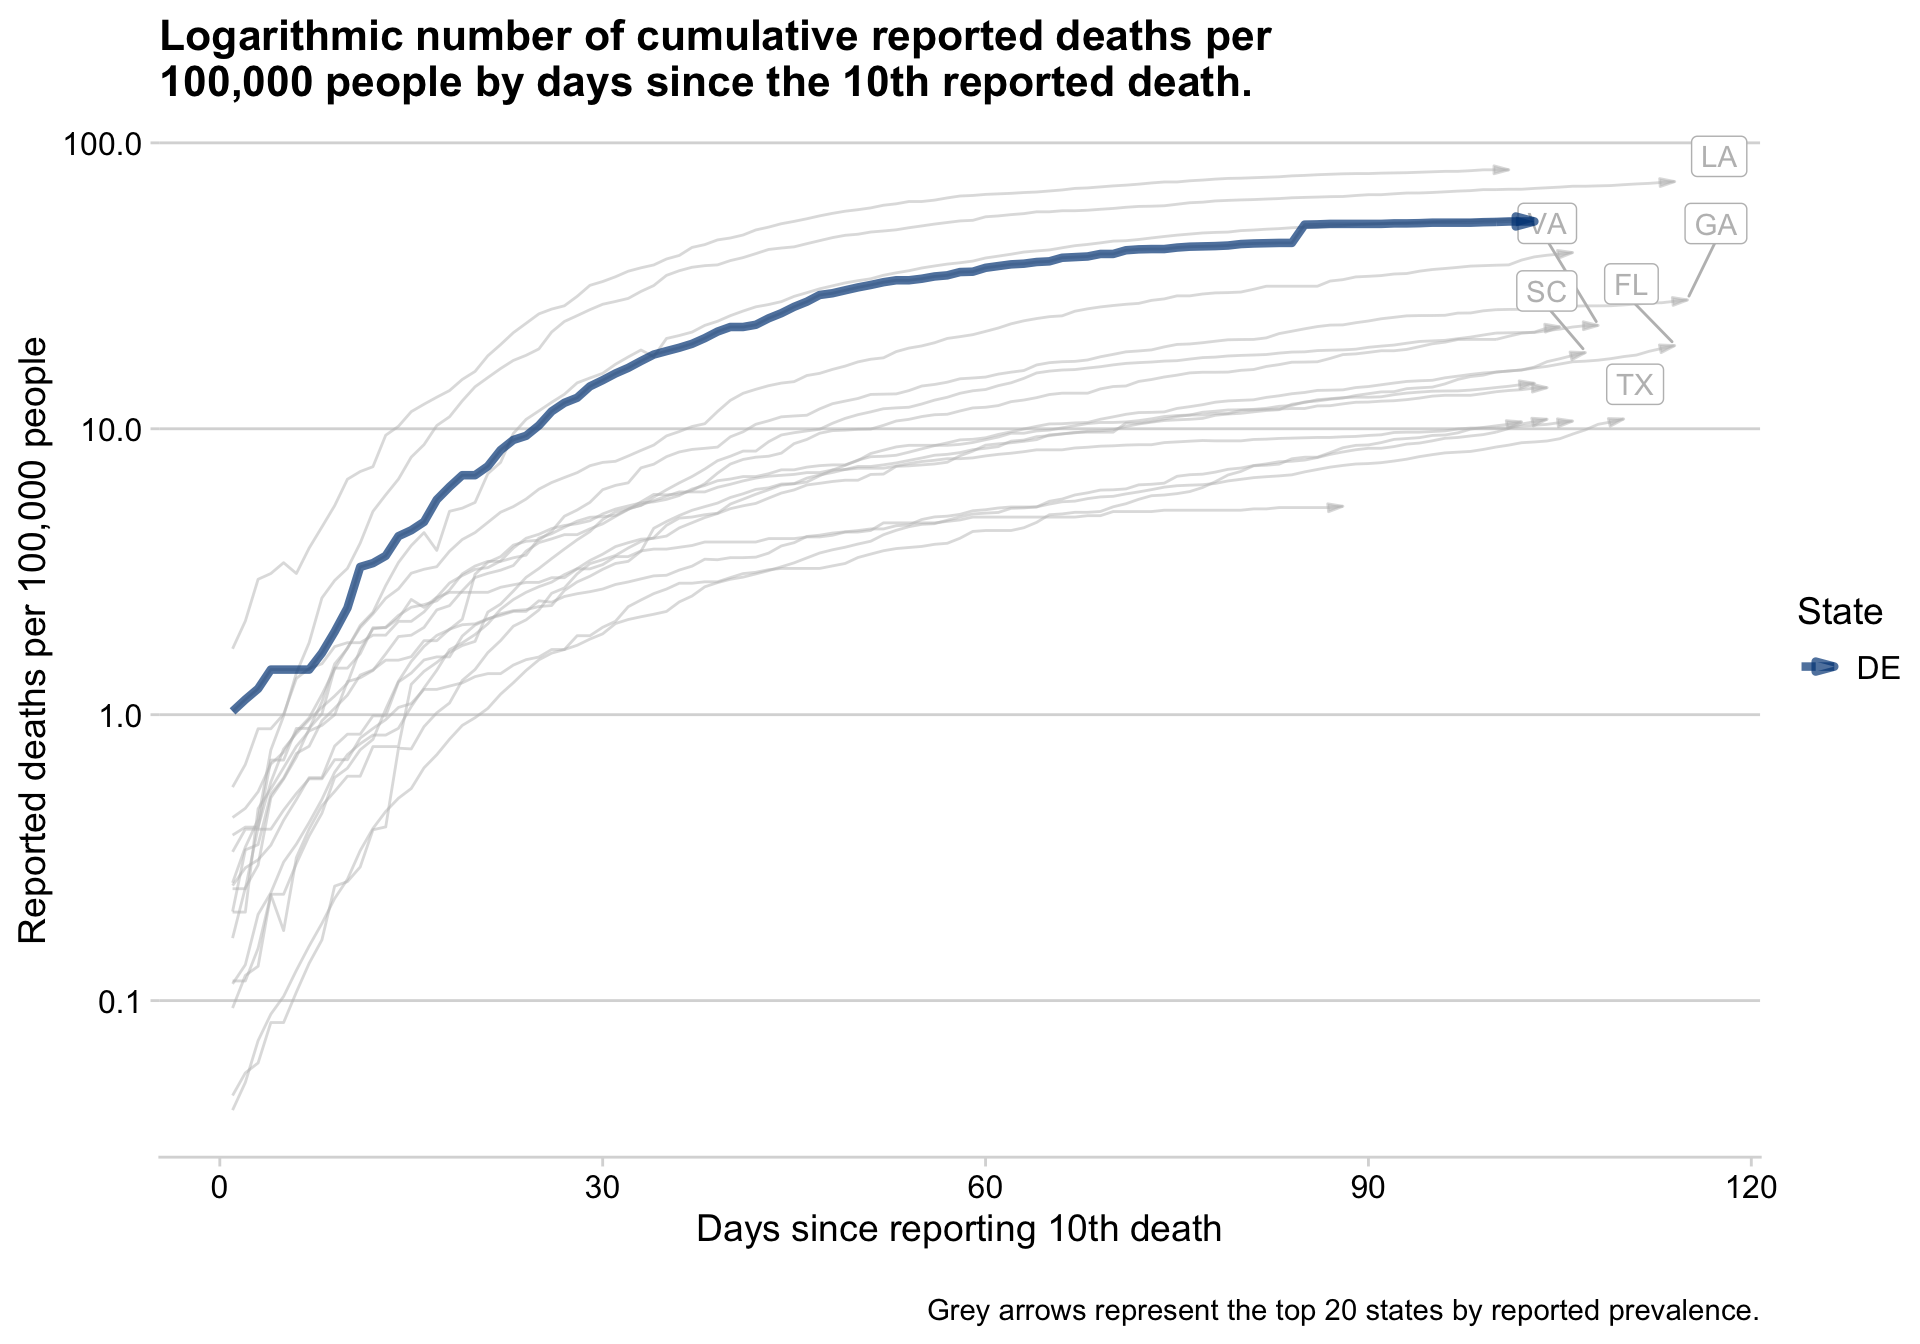 Logarithmic number of cumulative reported deaths per
100,000 people by days since the 10th reported death.
Reported deaths per 100,000 people
100.0
10.0
1.0
0.1
LA
VA
GA
SC
FL
TX
State
DE
0
30
60
90
120
Days since reporting 10th death
Grey arrows represent the top 20 states by reported prevalence.